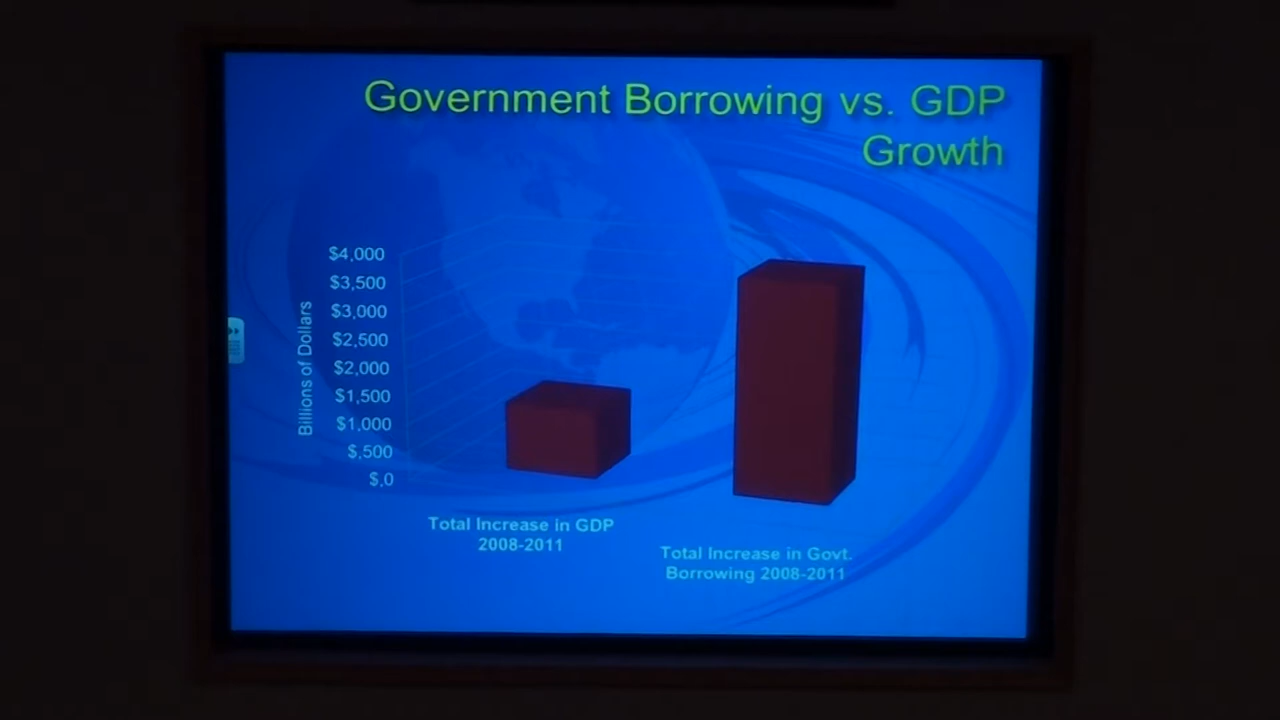 Government Borrowing vs. GDP
Growth
$4,000
$3,500
$3,000
$2,500
$2,000
$1,500
$1,000
$,500
$,0
Billions of Dollars
Total Increase in GDP
2008-2011
Total Increase in Govt.
Borrowing 2008-2011